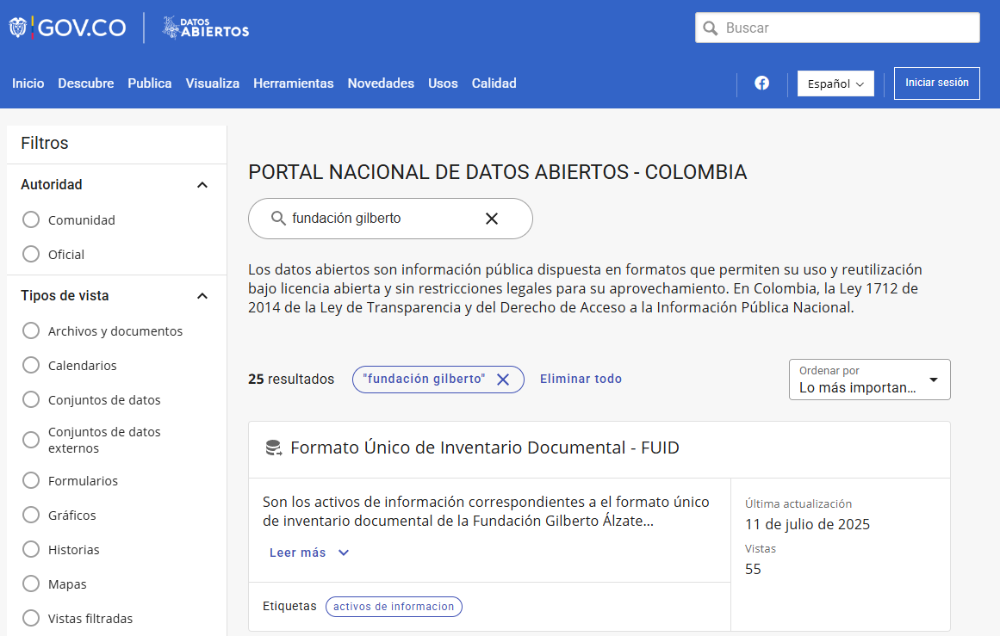 GOV.CO
DATOS
ABIERTOS
Buscar
Inicio Descubre Publica Visualiza Herramientas Novedades Usos Calidad
Español
Iniciar sesión
Filtros
Autoridad
Comunidad
Oficial
Tipos de vista
Archivos y documentos
Calendarios
Conjuntos de datos
Conjuntos de datos
externos
Formularios
Gráficos
Historias
Mapas
Vistas filtradas
PORTAL NACIONAL DE DATOS ABIERTOS - COLOMBIA
fundación gilberto
Los datos abiertos son información pública dispuesta en formatos que permiten su uso y reutilización
bajo licencia abierta y sin restricciones legales para su aprovechamiento. En Colombia, la Ley 1712 de
2014 de la Ley de Transparencia y del Derecho de Acceso a la Información Pública Nacional.
25 resultados
"fundación gilberto"
Eliminar todo
Ordenar por
Lo más importan...
Formato Único de Inventario Documental - FUID
Son los activos de información correspondientes a el formato único
de inventario documental de la Fundación Gilberto Álzate...
Leer más
Etiquetas activos de informacion
Última actualización
11 de julio de 2025
Vistas
55